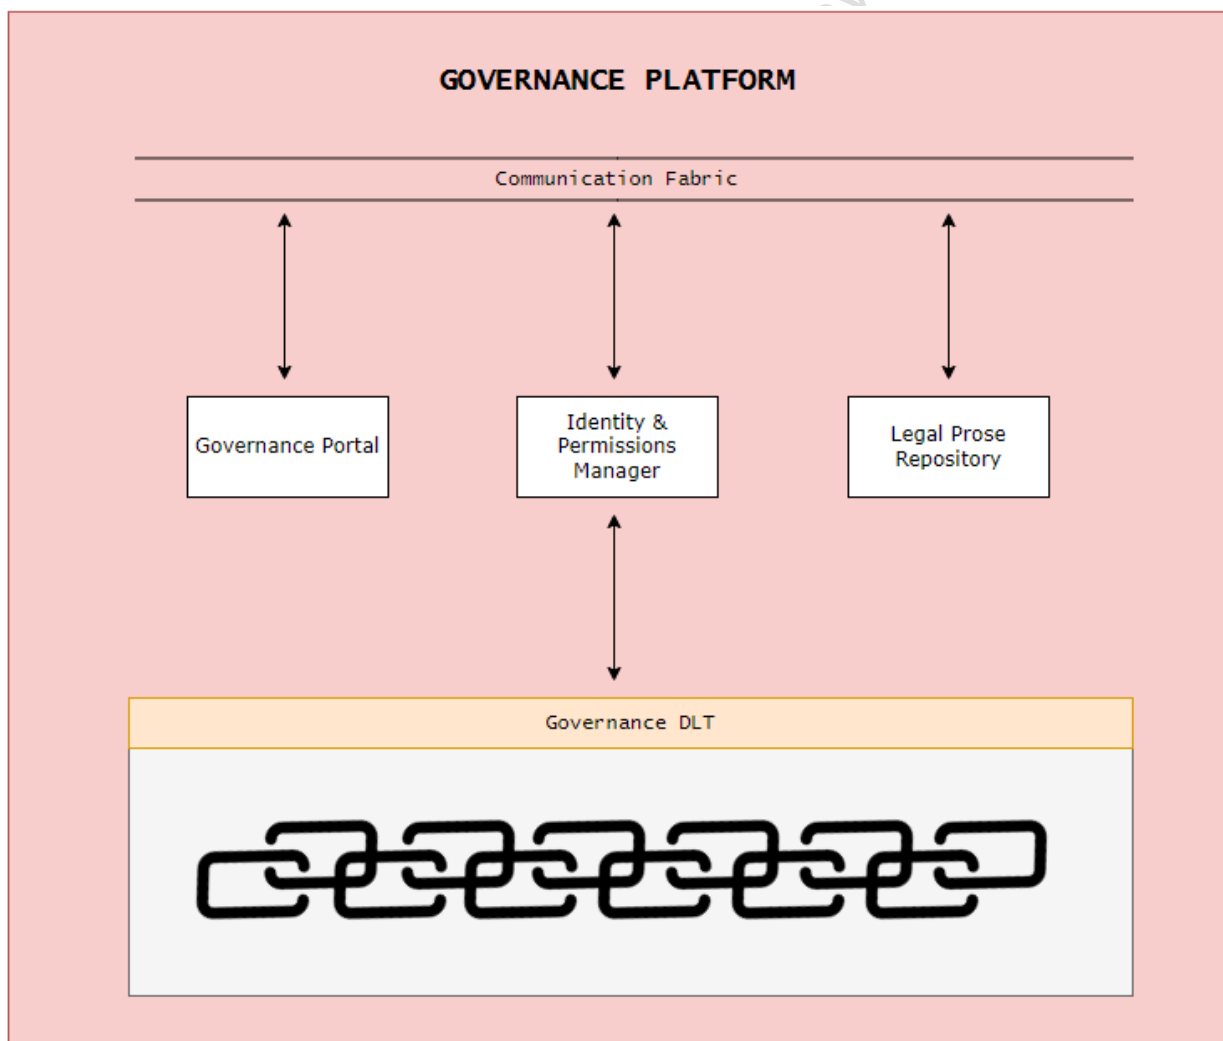 GOVERNANCE PLATFORM
Communication Fabric
Governance Portal
Identity &
Permissions
Manager
Legal Prose
Repository
Governance DLT